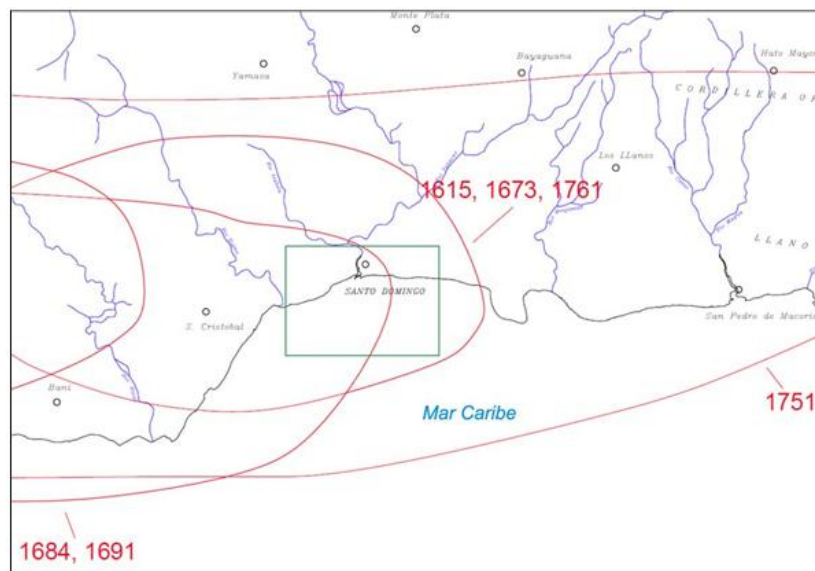 Monte Plata
Yamasa
Bayaguana
Hato Mayor
CORDILLERA OR
Los Llanos
1615, 1673, 1761
LLANO
SANTO DOMINGO
S. Cristobal
San Pedro de Macoris
Bani
Mar Caribe
1751
1684, 1691